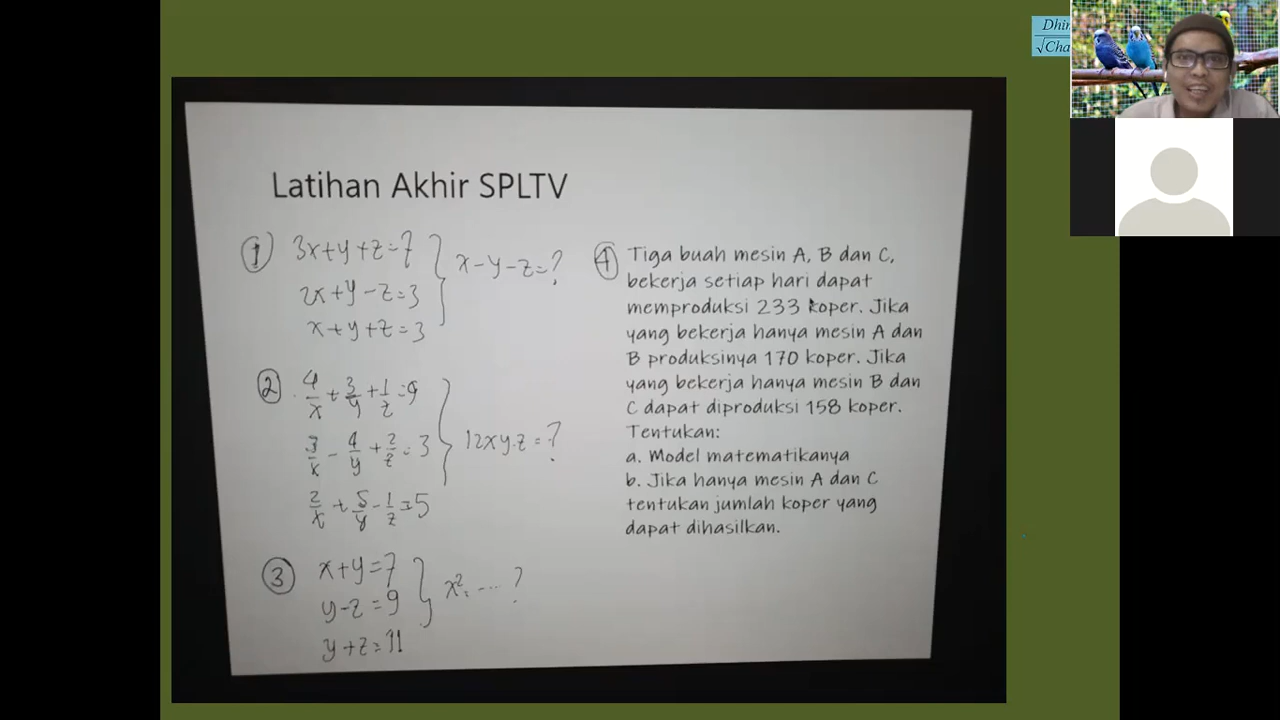 Dhin
√Cha
Latihan Akhir SPLTV
1 3x+y+z=7
2x+y-z=3
x+y+z=3
x-y-z=?
2 4/x + 3/y + 1/z = 9
3/x - 4/y + 2/z = 3
2/x + 5/y - 1/z = 5
12xy.z = ?
3 x+y=7
y-z=9
y+z=11
x² = .... ?
4 Tiga buah mesin A, B dan C,
bekerja setiap hari dapat
memproduksi 233 koper. Jika
yang bekerja hanya mesin A dan
B produksinya 170 koper. Jika
yang bekerja hanya mesin B dan
C dapat diproduksi 158 koper.
Tentukan:
a. Model matematikanya
b. Jika hanya mesin A dan C
tentukan jumlah koper yang
dapat dihasilkan.